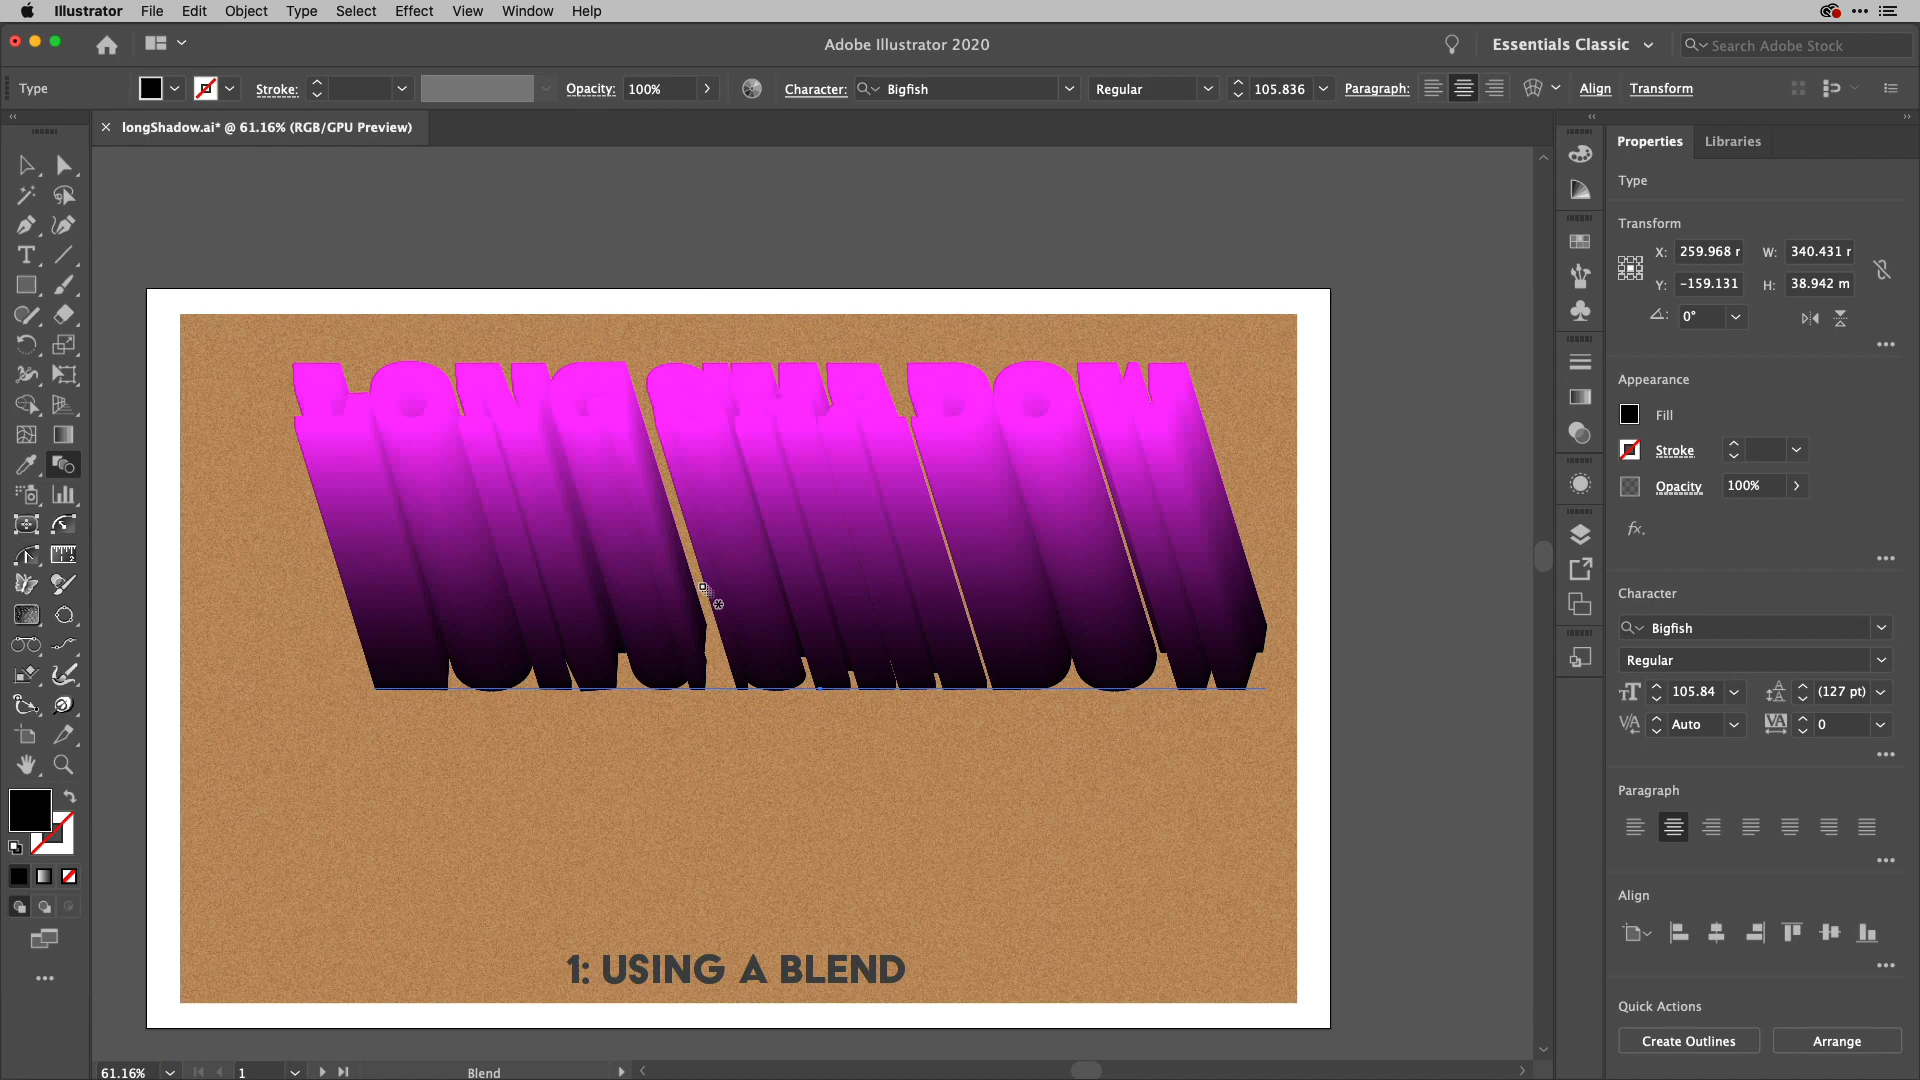 Illustrator File Edit Object Type Select Effect View Window Help
Adobe Illustrator 2020
Essentials Classic
Search Adobe Stock
Type
Stroke:
Opacity: 100%
Character: Bigfish
Regular
105.836
Paragraph:
Align
Transform
longShadow.ai* @ 61.16% (RGB/GPU Preview)
Properties Libraries
Type
Transform
X: 259.968 r W: 340.431 r
Y: -159.131 H: 38.942 m
0°
Appearance
Fill
Stroke
Opacity 100%
fx.
Character
Bigfish
Regular
105.84 (127 pt)
Auto 0
Paragraph
Align
Quick Actions
Create Outlines Arrange
LONG SHADOW
1: USING A BLEND
61.16% 1 Blend